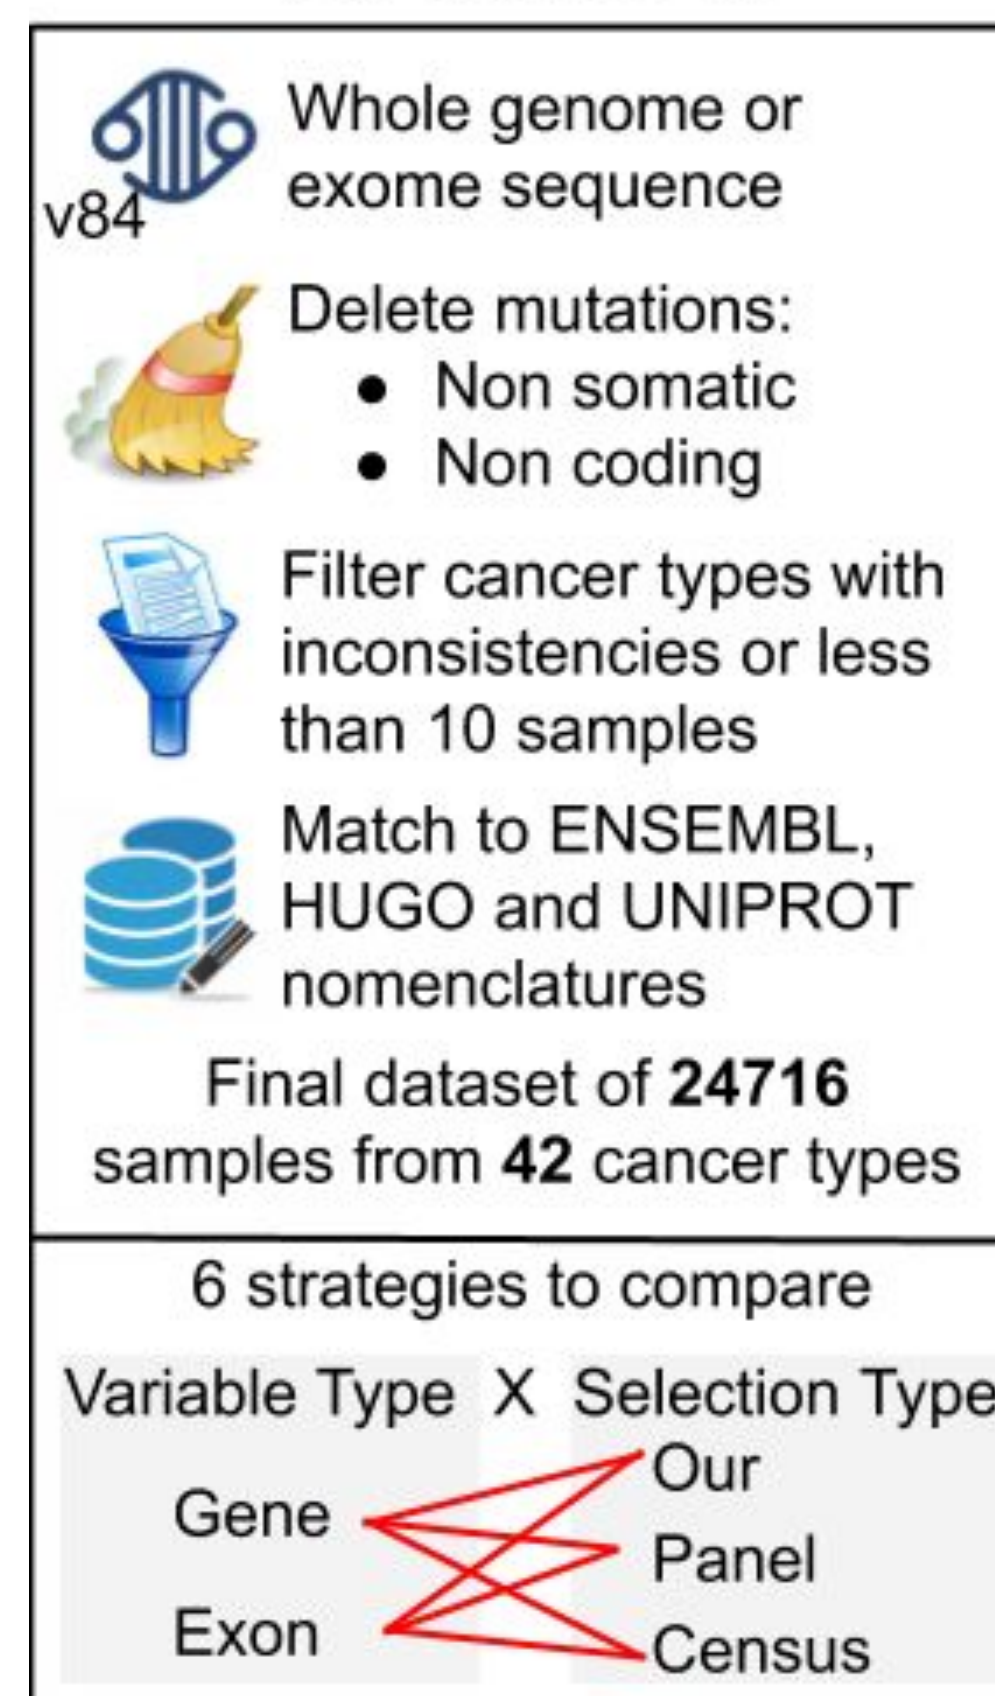 v84
Whole genome or
exome sequence
Delete mutations:
● Non somatic
● Non coding
Filter cancer types with
inconsistencies or less
than 10 samples
Match to ENSEMBL,
HUGO and UNIPROT
nomenclatures
Final dataset of 24716
samples from 42 cancer types
6 strategies to compare
Variable Type X Selection Type
Gene
Exon
Our
Panel
Census